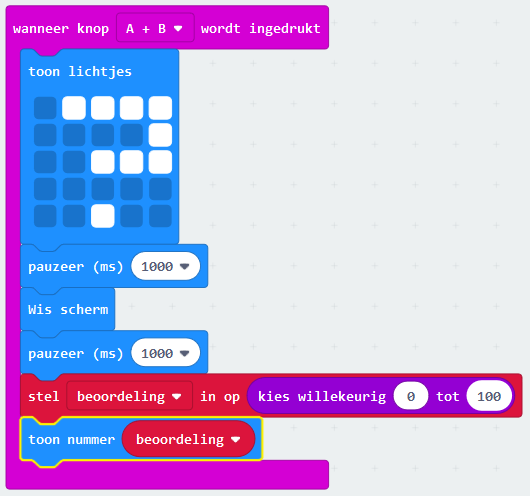 wanneer knop A + B wordt ingedrukt
toon lichtjes
pauzeer (ms) 1000
Wis scherm
pauzeer (ms) 1000
stel beoordeling in op kies willekeurig 0 tot 100
toon nummer beoordeling